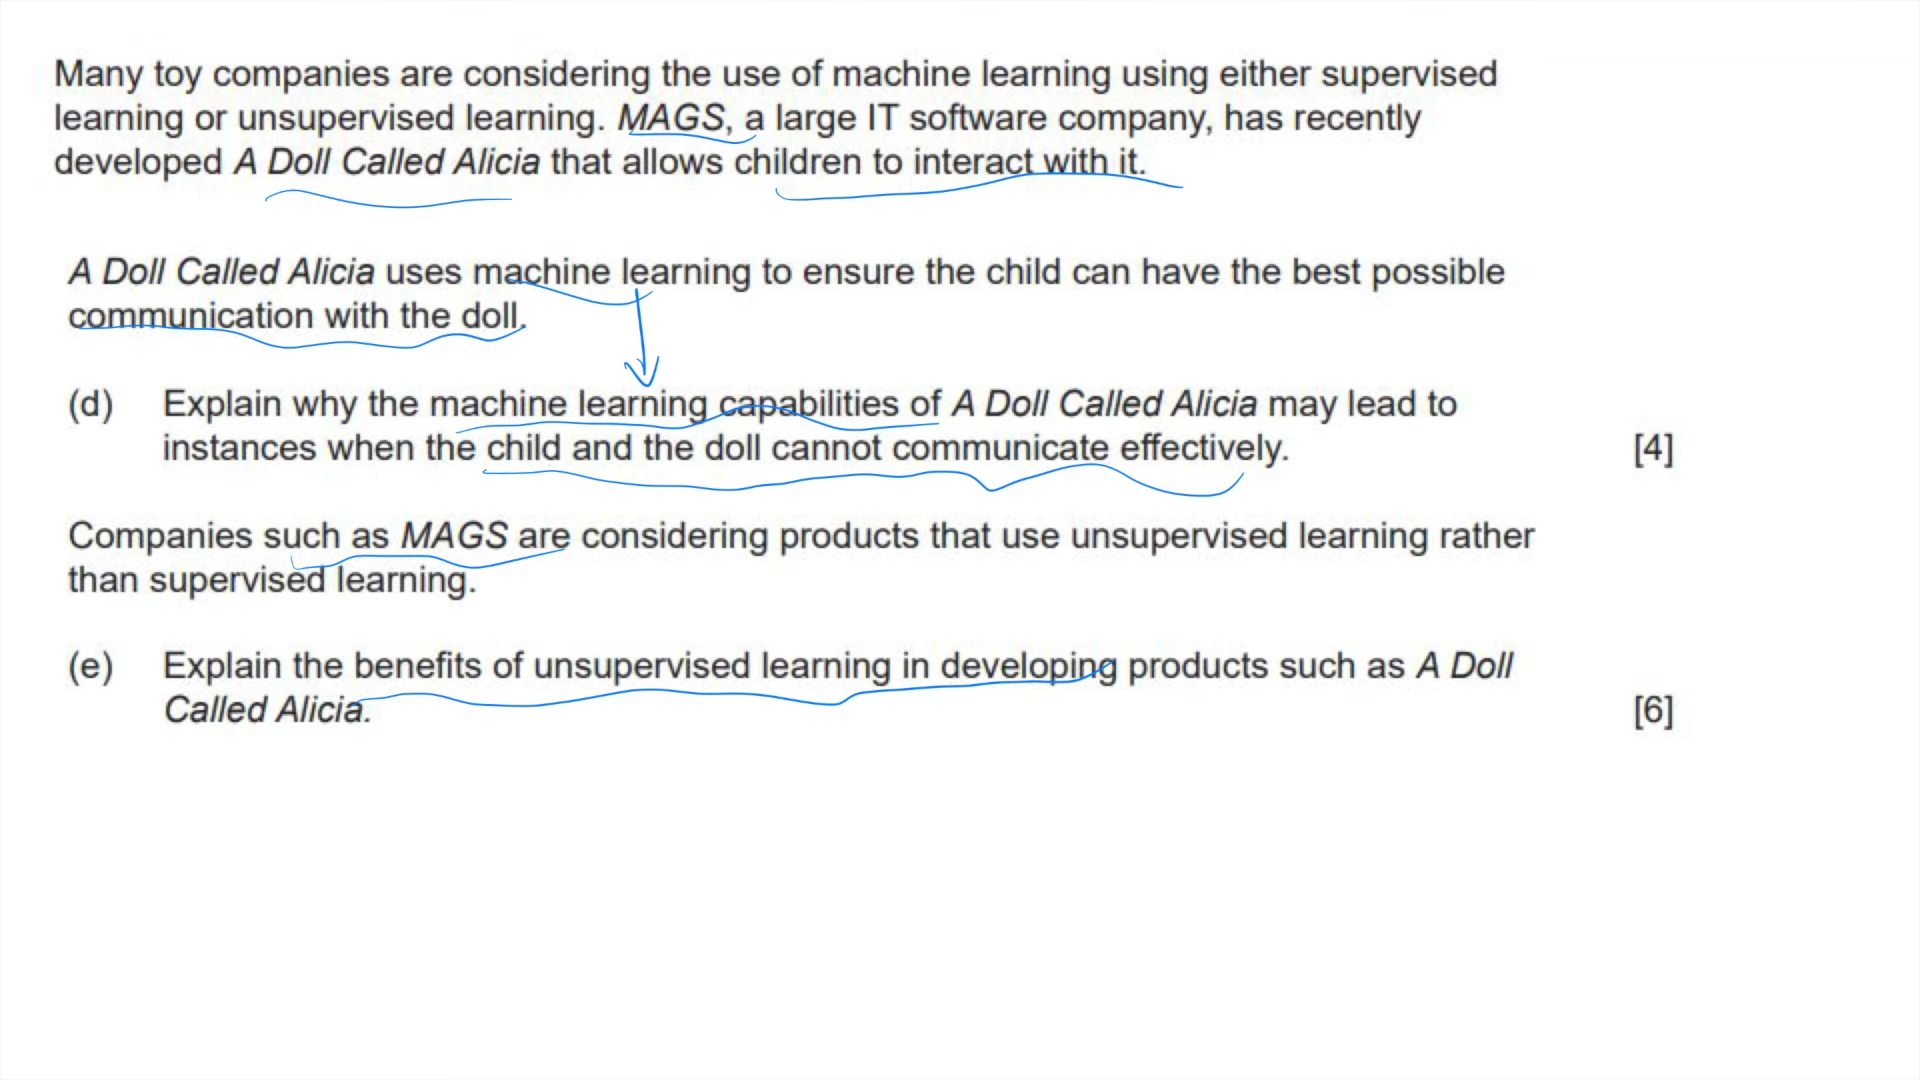 Many toy companies are considering the use of machine learning using either supervised
learning or unsupervised learning. MAGS, a large IT software company, has recently
developed A Doll Called Alicia that allows children to interact with it.
A Doll Called Alicia uses machine learning to ensure the child can have the best possible
communication with the doll.
(d) Explain why the machine learning capabilities of A Doll Called Alicia may lead to
instances when the child and the doll cannot communicate effectively. [4]
Companies such as MAGS are considering products that use unsupervised learning rather
than supervised learning.
(e) Explain the benefits of unsupervised learning in developing products such as A Doll
Called Alicia. [6]